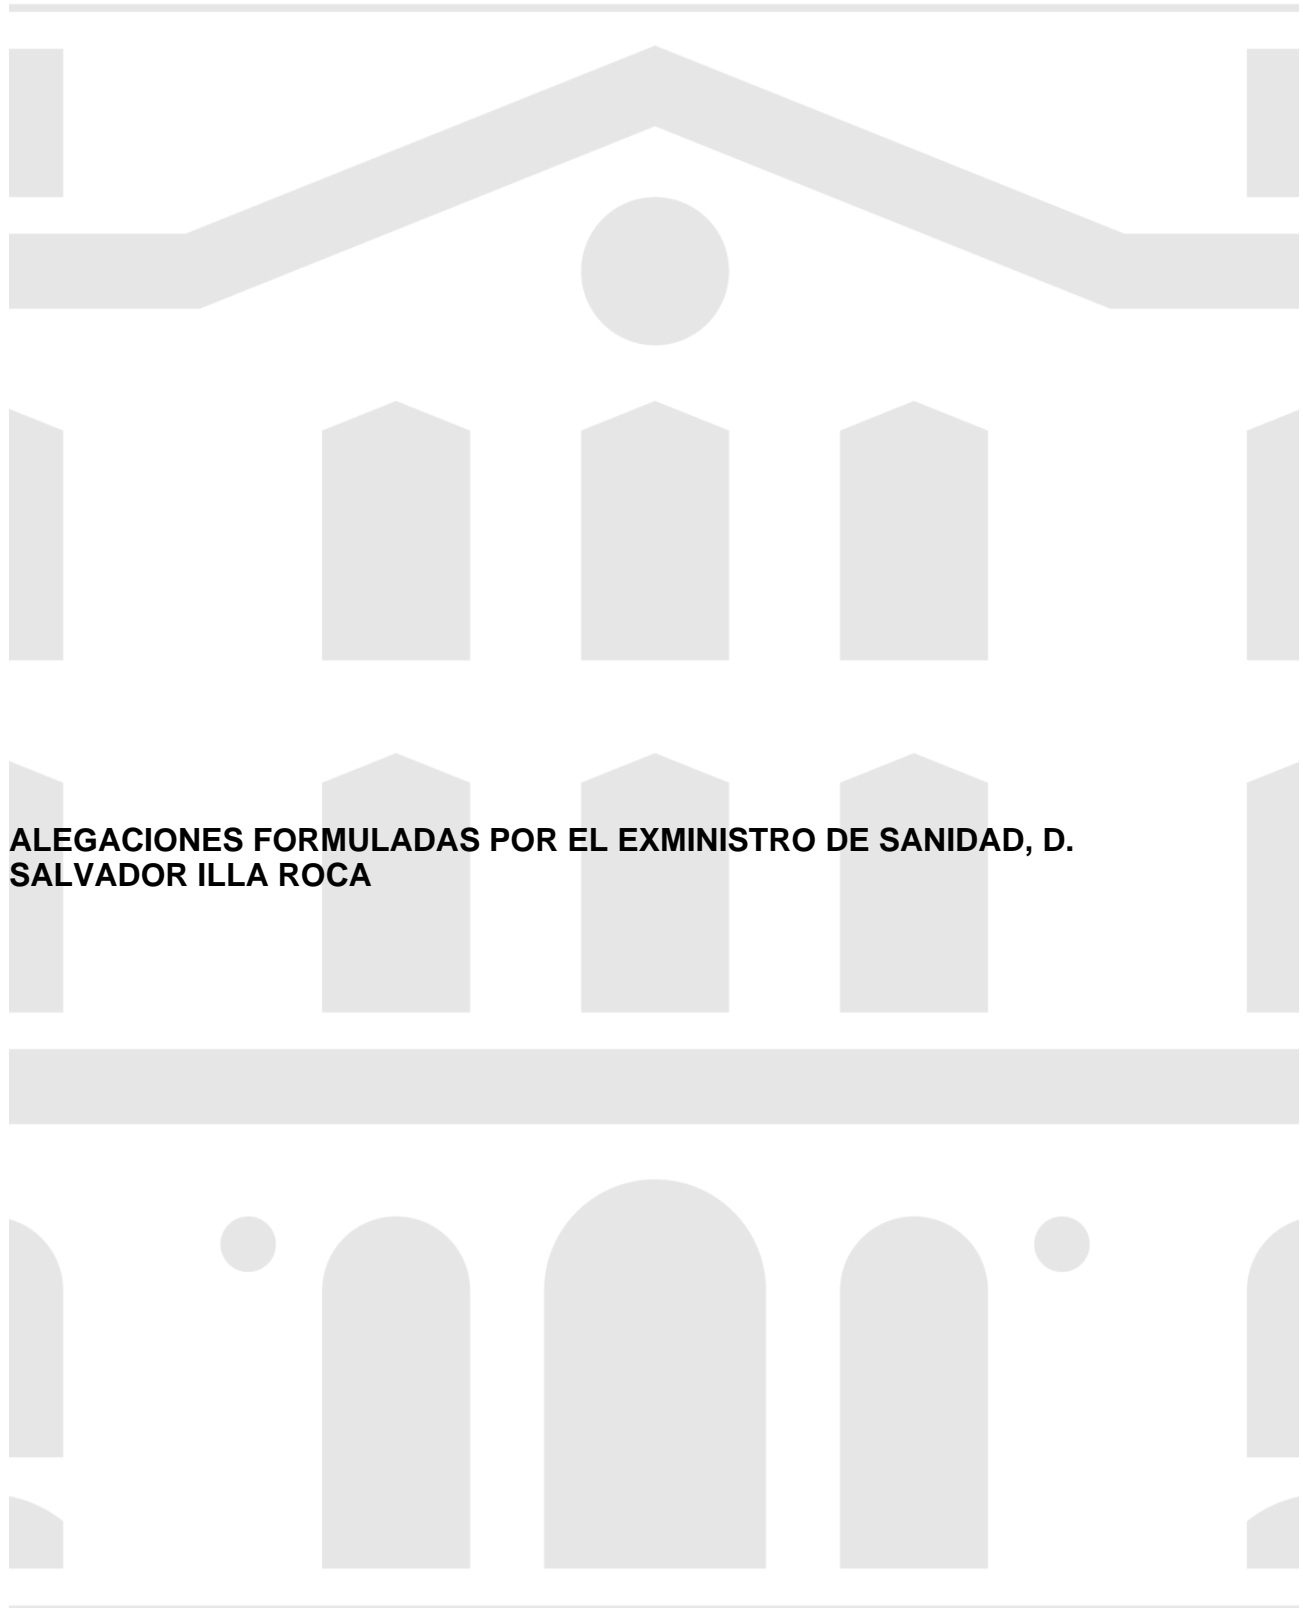 ALEGACIONES FORMULADAS POR EL EXMINISTRO DE SANIDAD, D.
SALVADOR ILLA ROCA